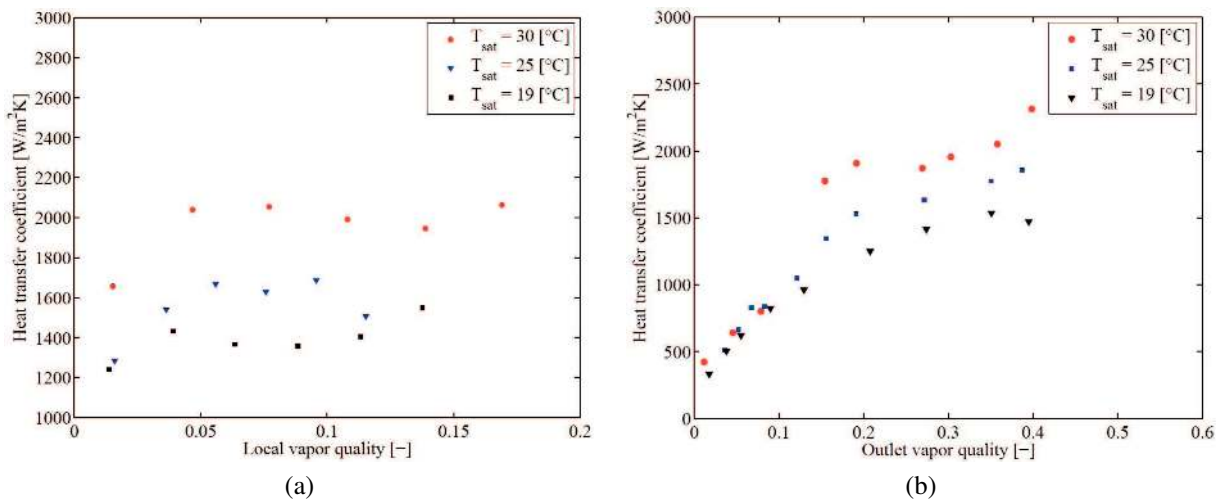 3000
2800
2600
2400
2200
2000
1800
1600
1400
1200
1000
0
0.05
0.1
0.15
0.2
Heat transfer coefficient [W/m²K]
Local vapor quality [−]
T_sat = 30 [°C]
T_sat = 25 [°C]
T_sat = 19 [°C]
(a)
3000
2500
2000
1500
1000
500
0
0
0.1
0.2
0.3
0.4
0.5
0.6
Heat transfer coefficient [W/m²K]
Outlet vapor quality [−]
T_sat = 30 [°C]
T_sat = 25 [°C]
T_sat = 19 [°C]
(b)